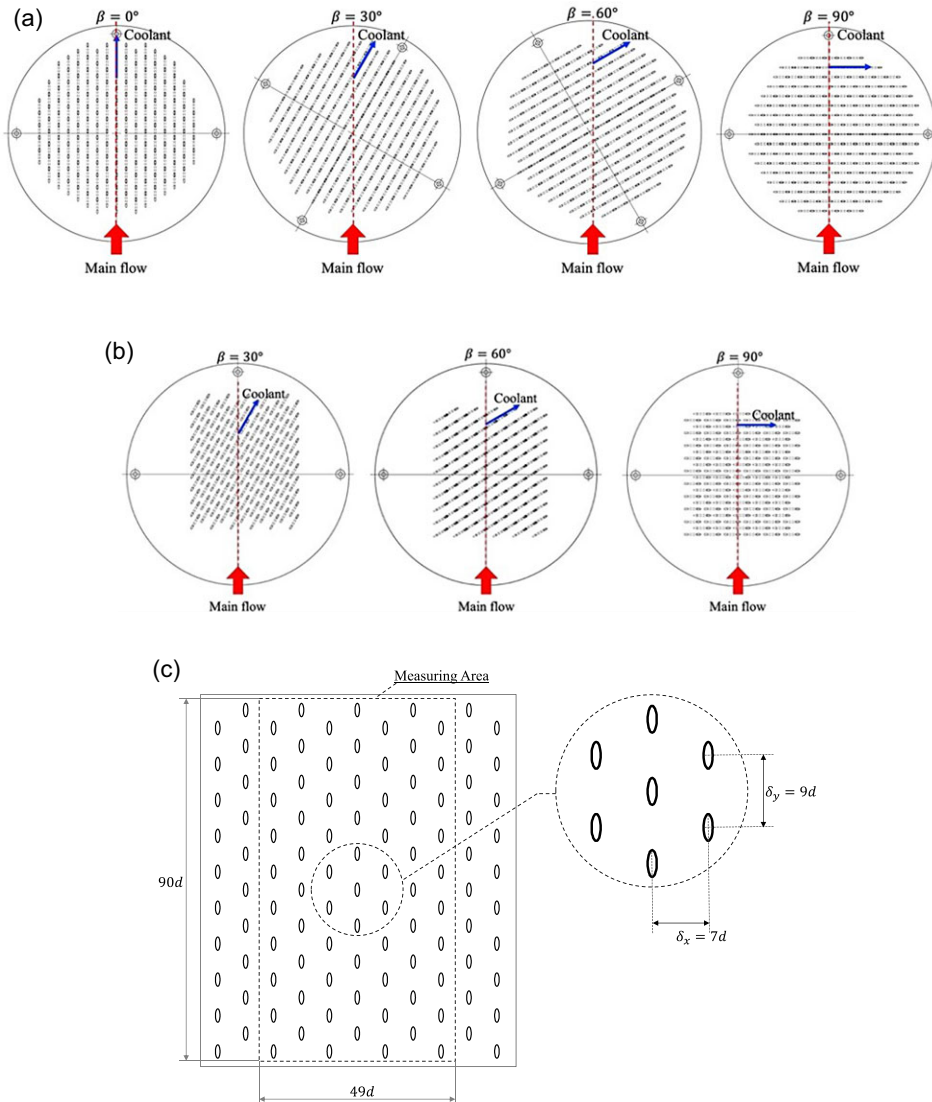 (a)
β = 0°
β = 30°
β = 60°
β = 90°
Coolant
Coolant
Coolant
Coolant
Main flow
Main flow
Main flow
Main flow
(b)
β = 30°
β = 60°
β = 90°
Coolant
Coolant
Coolant
Main flow
Main flow
Main flow
(c)
Measuring Area
δy = 9d
90d
δx = 7d
49d